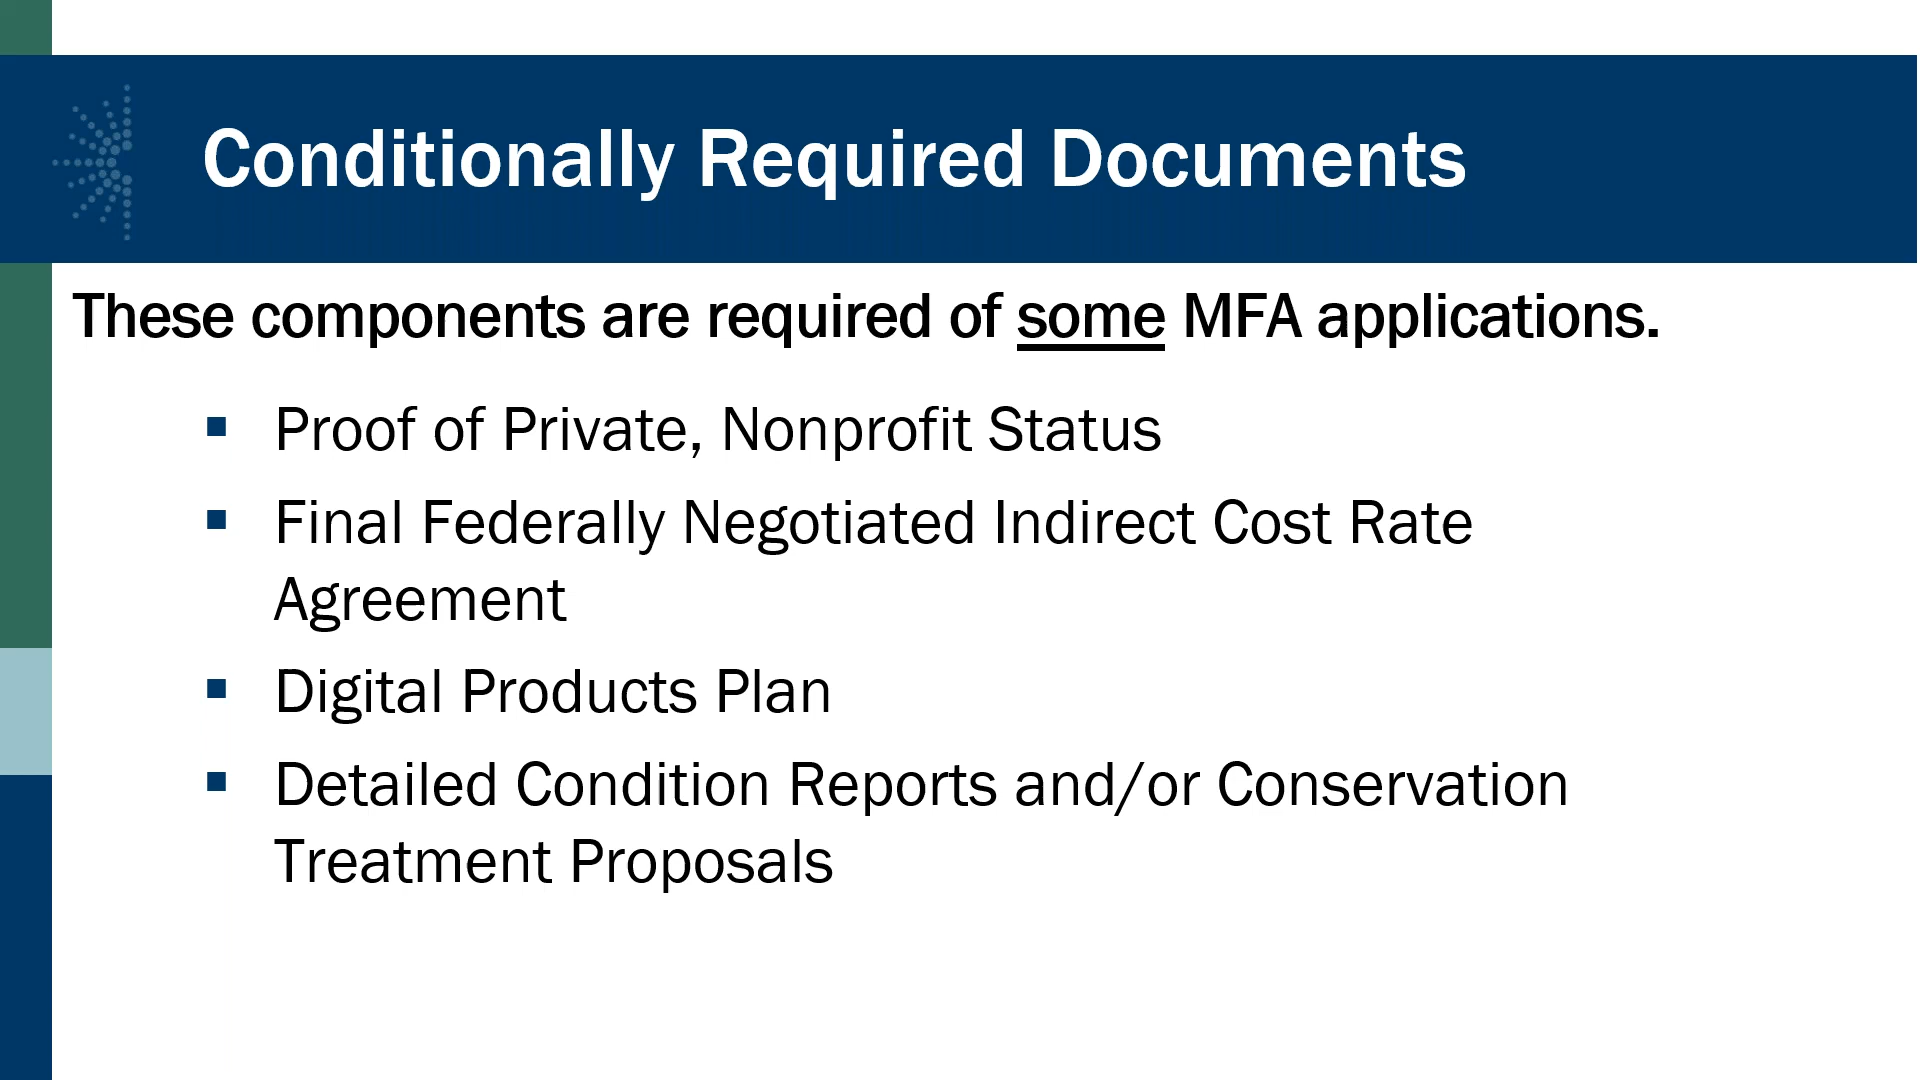 Conditionally Required Documents
These components are required of some MFA applications.
▪ Proof of Private, Nonprofit Status
▪ Final Federally Negotiated Indirect Cost Rate
Agreement
▪ Digital Products Plan
▪ Detailed Condition Reports and/or Conservation
Treatment Proposals